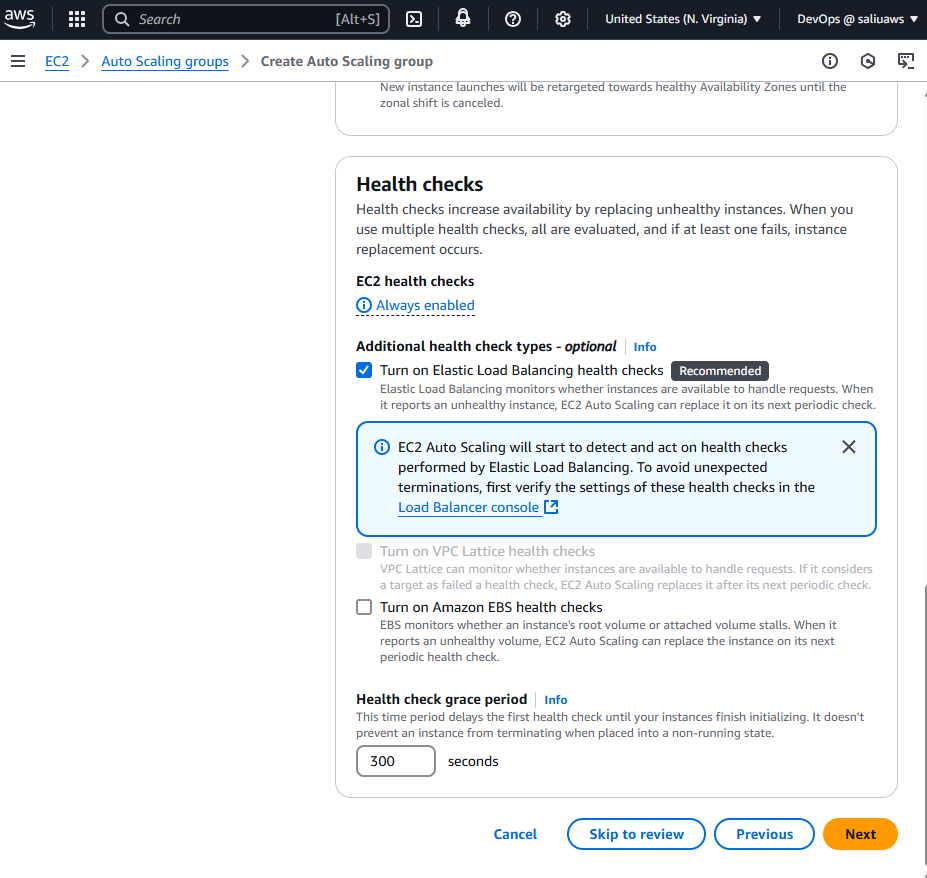 aws
Search [Alt+S]
United States (N. Virginia) ▼
DevOps @ saliuaws ▼
EC2 > Auto Scaling groups > Create Auto Scaling group
New instance launches will be retargeted towards healthy Availability Zones until the
zonal shift is canceled.
Health checks
Health checks increase availability by replacing unhealthy instances. When you
use multiple health checks, all are evaluated, and if at least one fails, instance
replacement occurs.
EC2 health checks
Always enabled
Additional health check types - optional Info
Turn on Elastic Load Balancing health checks Recommended
Elastic Load Balancing monitors whether instances are available to handle requests. When
it reports an unhealthy instance, EC2 Auto Scaling can replace it on its next periodic check.
EC2 Auto Scaling will start to detect and act on health checks
performed by Elastic Load Balancing. To avoid unexpected
terminations, first verify the settings of these health checks in the
Load Balancer console
Turn on VPC Lattice health checks
VPC Lattice can monitor whether instances are available to handle requests. If it considers
a target as failed a health check, EC2 Auto Scaling replaces it after its next periodic check.
Turn on Amazon EBS health checks
EBS monitors whether an instance's root volume or attached volume stalls. When it
reports an unhealthy volume, EC2 Auto Scaling can replace the instance on its next
periodic health check.
Health check grace period Info
This time period delays the first health check until your instances finish initializing. It doesn't
prevent an instance from terminating when placed into a non-running state.
300 seconds
Cancel Skip to review Previous Next